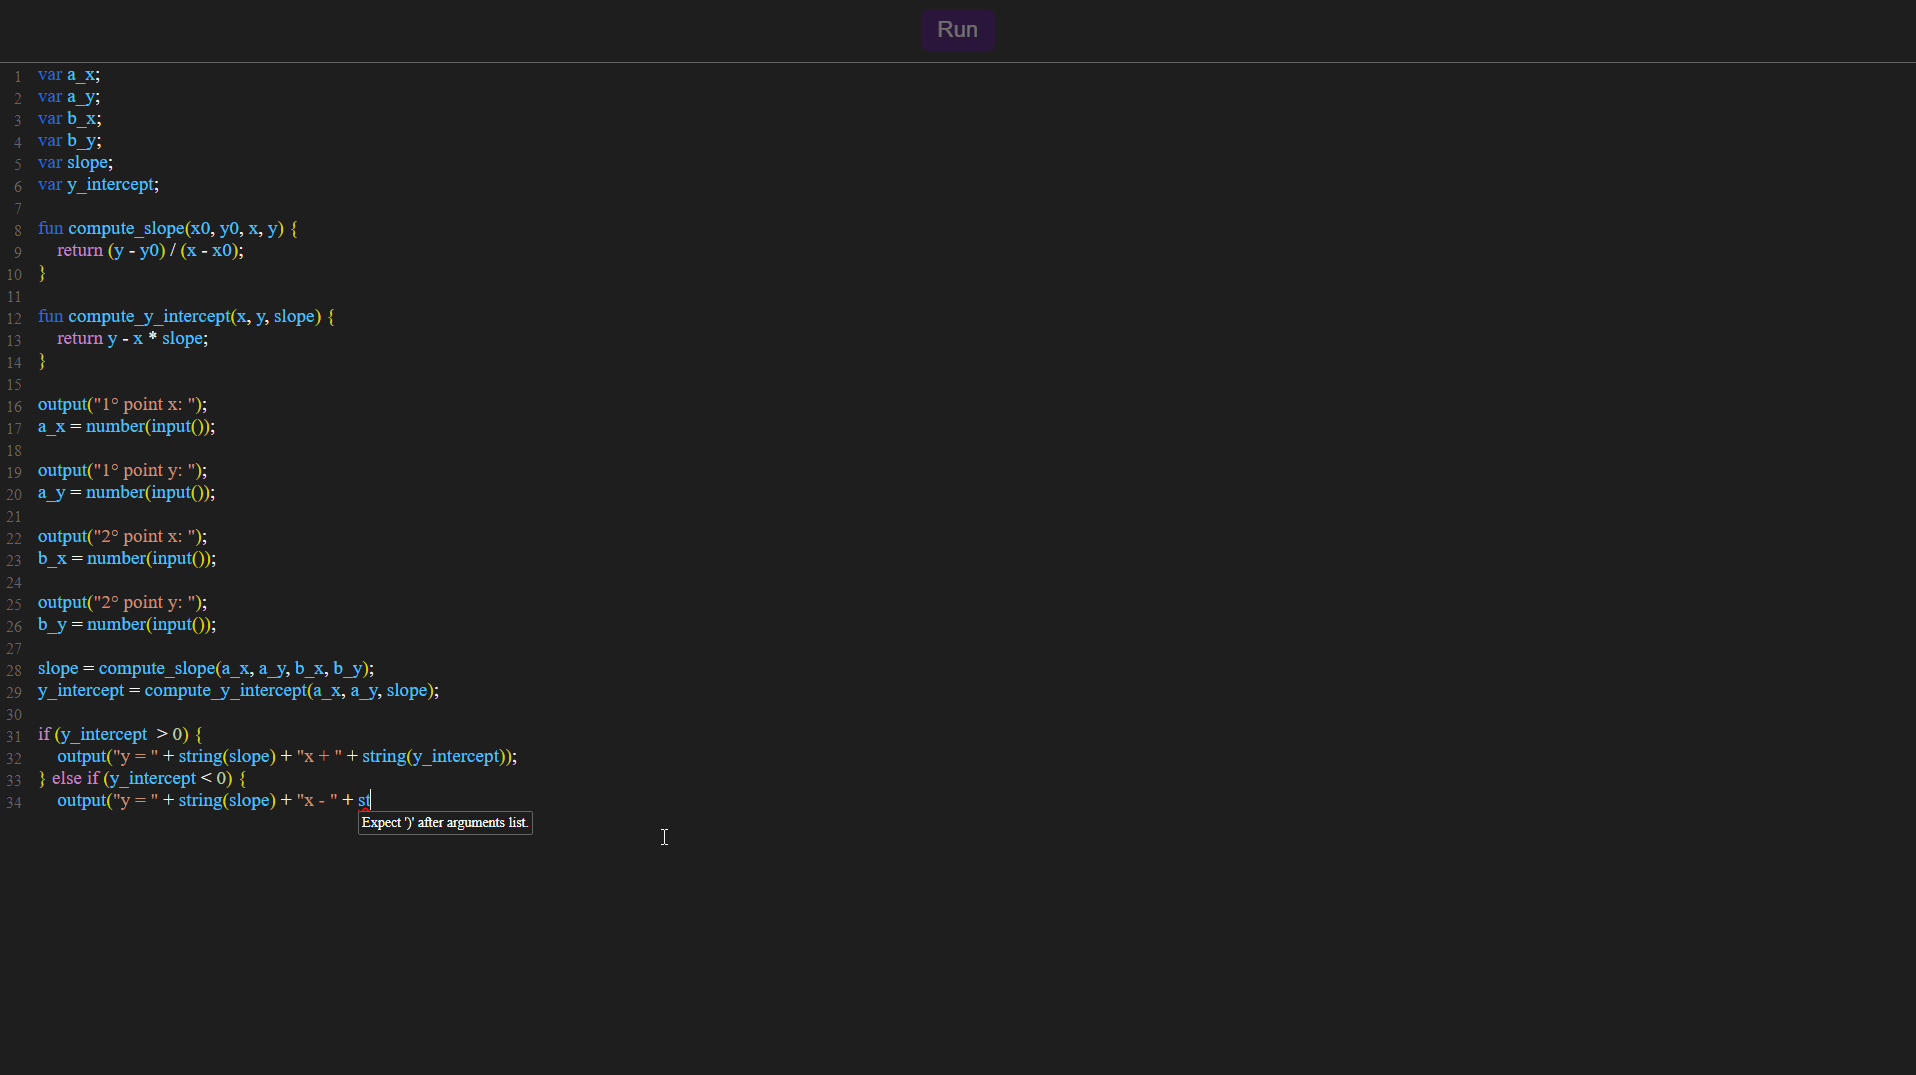 Run
1 var a_x;
2 var a_y;
3 var b_x;
4 var b_y;
5 var slope;
6 var y_intercept;
7
8 fun compute_slope(x0, y0, x, y) {
9     return (y - y0) / (x - x0);
10 }
11
12 fun compute_y_intercept(x, y, slope) {
13     return y - x * slope;
14 }
15
16 output("1° point x: ");
17 a_x = number(input());
18
19 output("1° point y: ");
20 a_y = number(input());
21
22 output("2° point x: ");
23 b_x = number(input());
24
25 output("2° point y: ");
26 b_y = number(input());
27
28 slope = compute_slope(a_x, a_y, b_x, b_y);
29 y_intercept = compute_y_intercept(a_x, a_y, slope);
30
31 if (y_intercept  > 0) {
32     output("y = " + string(slope) + "x + " + string(y_intercept));
33 } else if (y_intercept < 0) {
34     output("y = " + string(slope) + "x - " + st
Expect ')' after arguments list.